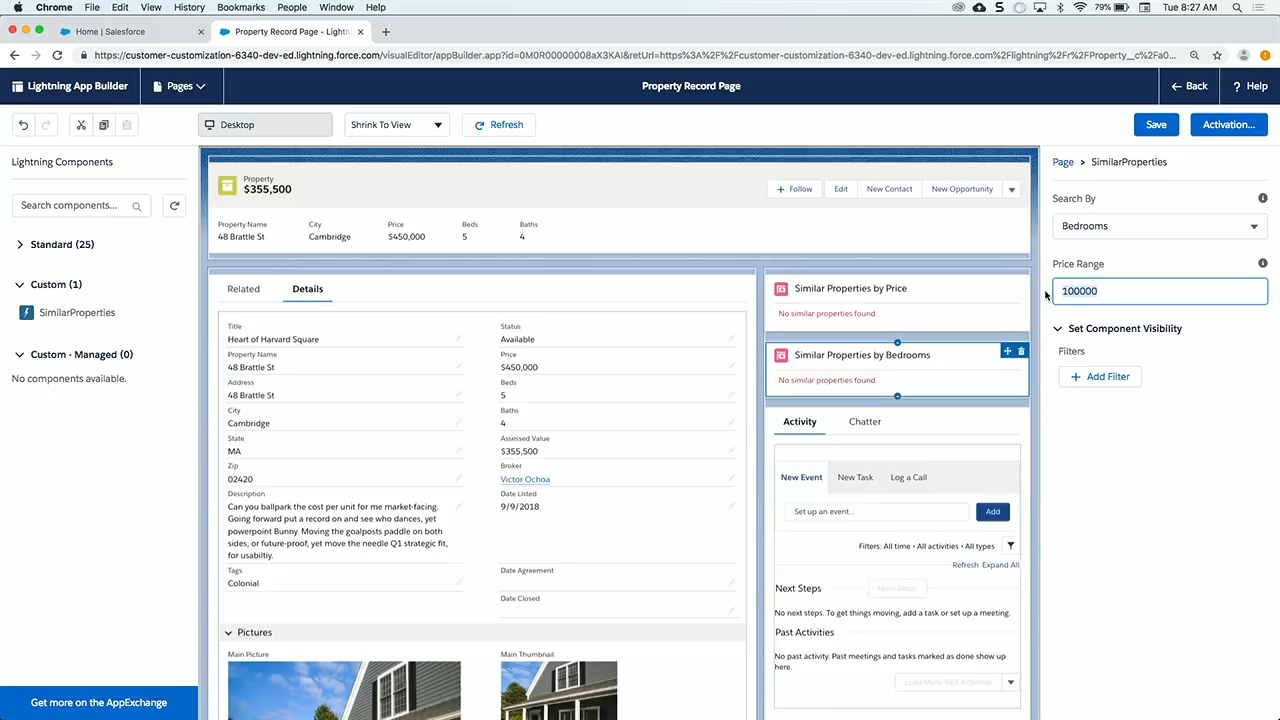 Chrome File Edit View History Bookmarks People Window Help 79% Tue 8:27 AM
Home | Salesforce
Property Record Page - Lightn
https://customer-customization-6340-dev-ed.lightning.force.com/visualEditor/appBuilder.app?id=0M0R00000008aX3KAI&retUrl=https%3A%2F%2Fcustomer-customization-6340-dev-ed.lightning.force.com%2Flightning%2Fr%2FProperty__c%2Fa0...
Lightning App Builder Pages Property Record Page Back ? Help
Desktop Shrink To View Refresh Save Activation...
Lightning Components
Search components...
Standard (25)
Custom (1)
SimilarProperties
Custom - Managed (0)
No components available.
Get more on the AppExchange
Property
$355,500
Follow Edit New Contact New Opportunity
Property Name City Price Beds Baths
48 Brattle St Cambridge $450,000 5 4
Related Details
Title
Heart of Harvard Square
Property Name
48 Brattle St
Address
48 Brattle St
City
Cambridge
State
MA
Zip
02420
Description
Can you ballpark the cost per unit for me market-facing.
Going forward put a record on and see who dances, yet
powerpoint Bunny. Moving the goalposts paddle on both
sides, or future-proof, yet move the needle Q1 strategic fit,
for usabiltiy.
Tags
Colonial
Status
Available
Price
$450,000
Beds
5
Baths
4
Assessed Value
$355,500
Broker
Victor Ochoa
Date Listed
9/9/2018
Date Agreement
Date Closed
Pictures
Main Picture Main Thumbnail
Similar Properties by Price
No similar properties found.
Similar Properties by Bedrooms
No similar properties found.
Activity Chatter
New Event New Task Log a Call
Set up an event... Add
Filters: All time • All activities • All types
Refresh Expand All
Next Steps More Steps
No next steps. To get things moving, add a task or set up a meeting.
Past Activities
No past activity. Past meetings and tasks marked as done show up
here.
Load More Past Activities
Page > SimilarProperties
Search By
Bedrooms
Price Range
100000
Set Component Visibility
Filters
Add Filter